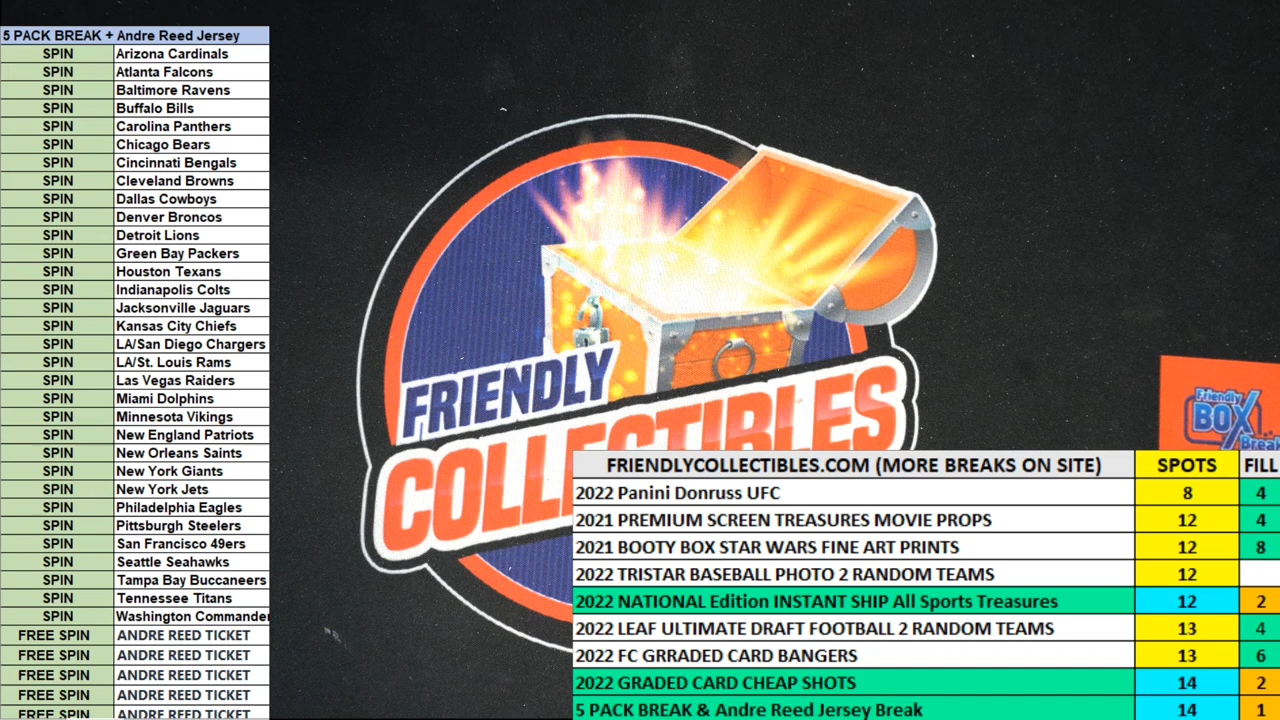 5 PACK BREAK + Andre Reed Jersey
SPIN Arizona Cardinals
SPIN Atlanta Falcons
SPIN Baltimore Ravens
SPIN Buffalo Bills
SPIN Carolina Panthers
SPIN Chicago Bears
SPIN Cincinnati Bengals
SPIN Cleveland Browns
SPIN Dallas Cowboys
SPIN Denver Broncos
SPIN Detroit Lions
SPIN Green Bay Packers
SPIN Houston Texans
SPIN Indianapolis Colts
SPIN Jacksonville Jaguars
SPIN Kansas City Chiefs
SPIN LA/San Diego Chargers
SPIN LA/St. Louis Rams
SPIN Las Vegas Raiders
SPIN Miami Dolphins
SPIN Minnesota Vikings
SPIN New England Patriots
SPIN New Orleans Saints
SPIN New York Giants
SPIN New York Jets
SPIN Philadelphia Eagles
SPIN Pittsburgh Steelers
SPIN San Francisco 49ers
SPIN Seattle Seahawks
SPIN Tampa Bay Buccaneers
SPIN Tennessee Titans
SPIN Washington Commander
FREE SPIN ANDRE REED TICKET
FREE SPIN ANDRE REED TICKET
FREE SPIN ANDRE REED TICKET
FREE SPIN ANDRE REED TICKET
FREE SPIN ANDRE REED TICKET
FRIENDLY
COLLECTIBLES
Friendly
BOX
Break
FRIENDLYCOLLECTIBLES.COM (MORE BREAKS ON SITE) SPOTS FILL
2022 Panini Donruss UFC 8 4
2021 PREMIUM SCREEN TREASURES MOVIE PROPS 12 4
2021 BOOTY BOX STAR WARS FINE ART PRINTS 12 8
2022 TRISTAR BASEBALL PHOTO 2 RANDOM TEAMS 12
2022 NATIONAL Edition INSTANT SHIP All Sports Treasures 12 2
2022 LEAF ULTIMATE DRAFT FOOTBALL 2 RANDOM TEAMS 13 4
2022 FC GRRADED CARD BANGERS 13 6
2022 GRADED CARD CHEAP SHOTS 14 2
5 PACK BREAK & Andre Reed Jersey Break 14 1